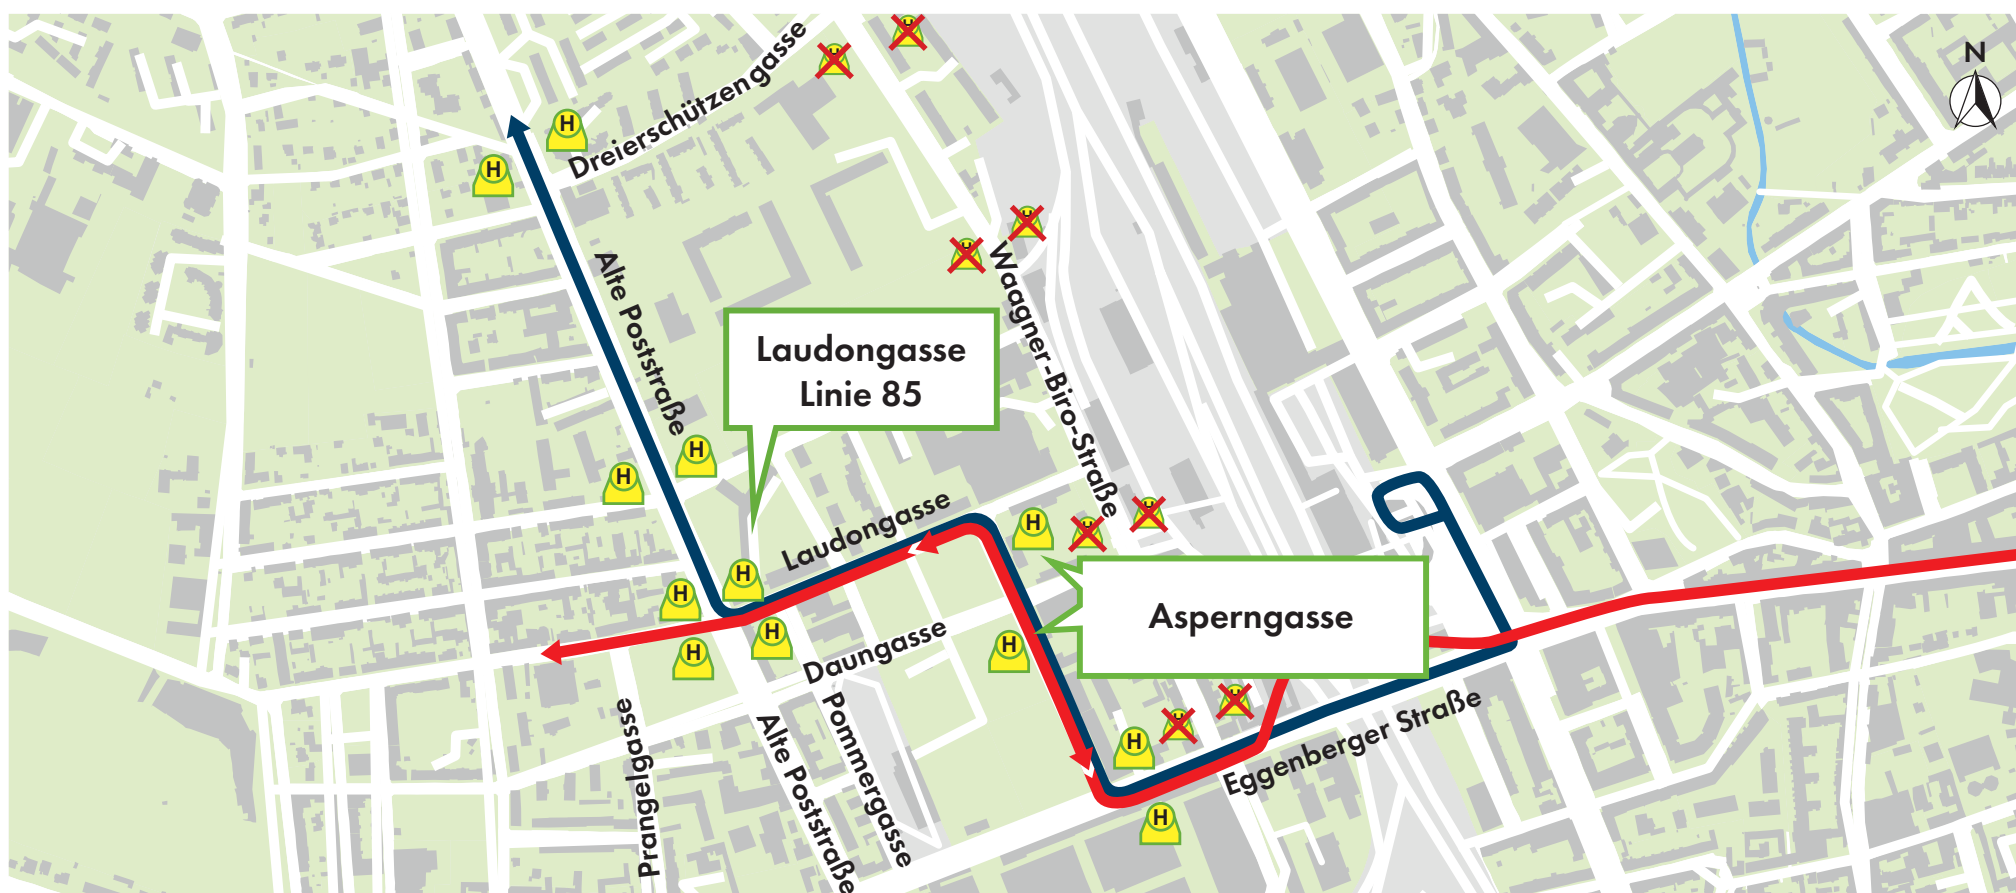 N
H
H
Dreierschützengasse
H
H
H
H
Alte Poststraße
Waagner-Biro-Straße
Laudongasse
Linie 85
H
H
Laudongasse
H
H
H
H
H
H
H
H
Daungasse
H
Asperngasse
H
H
H
H
Eggenberger Straße
Prangelgasse
Alte Poststraße
Pommergasse